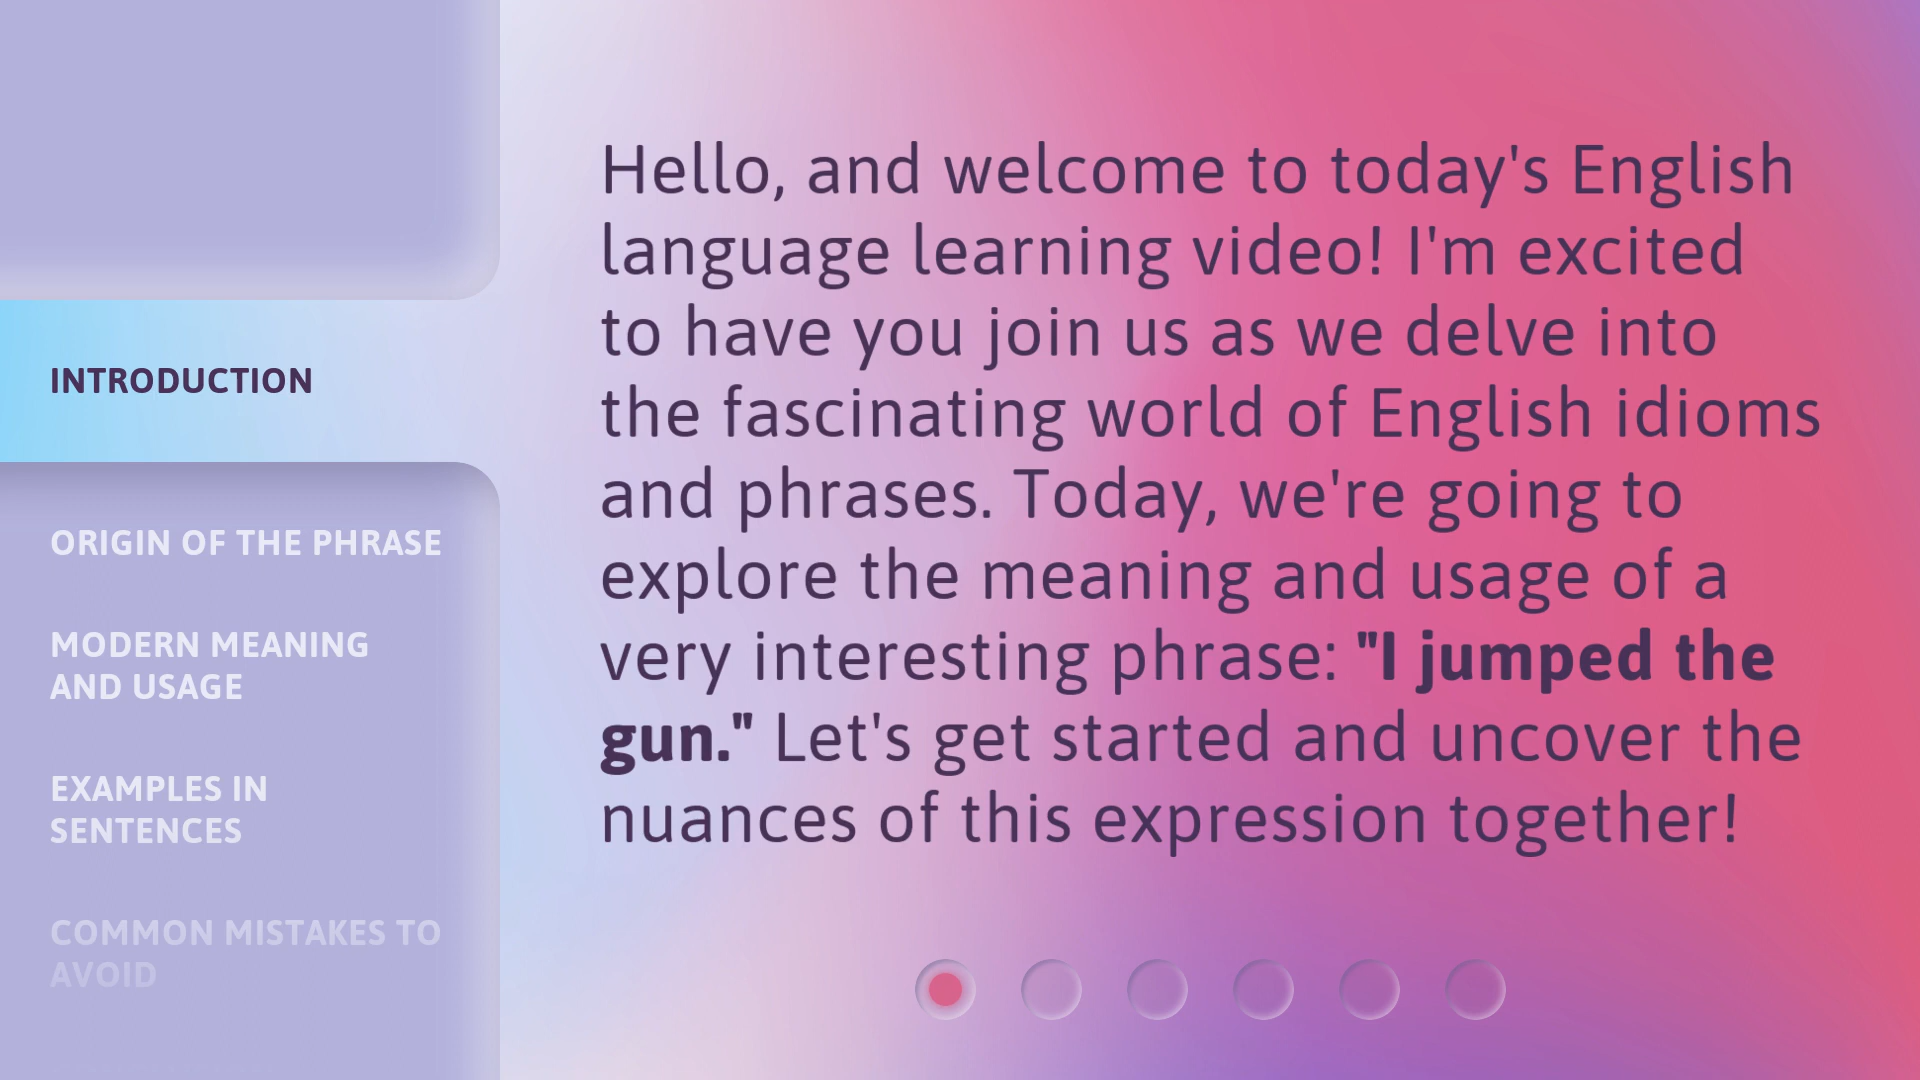 INTRODUCTION
ORIGIN OF THE PHRASE
MODERN MEANING
AND USAGE
EXAMPLES IN
SENTENCES
COMMON MISTAKES TO
AVOID
Hello, and welcome to today's English
language learning video! I'm excited
to have you join us as we delve into
the fascinating world of English idioms
and phrases. Today, we're going to
explore the meaning and usage of a
very interesting phrase: "I jumped the
gun." Let's get started and uncover the
nuances of this expression together!